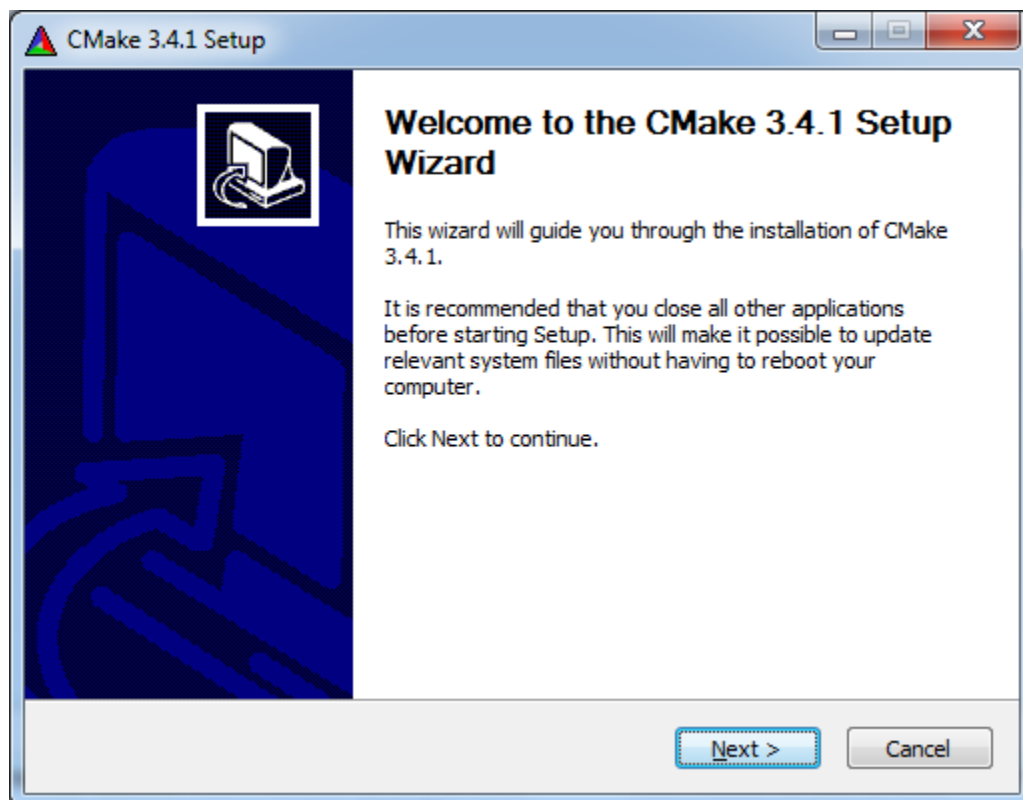 CMake 3.4.1 Setup
Welcome to the CMake 3.4.1 Setup
Wizard
This wizard will guide you through the installation of CMake
3.4.1.
It is recommended that you close all other applications
before starting Setup. This will make it possible to update
relevant system files without having to reboot your
computer.
Click Next to continue.
Next >
Cancel